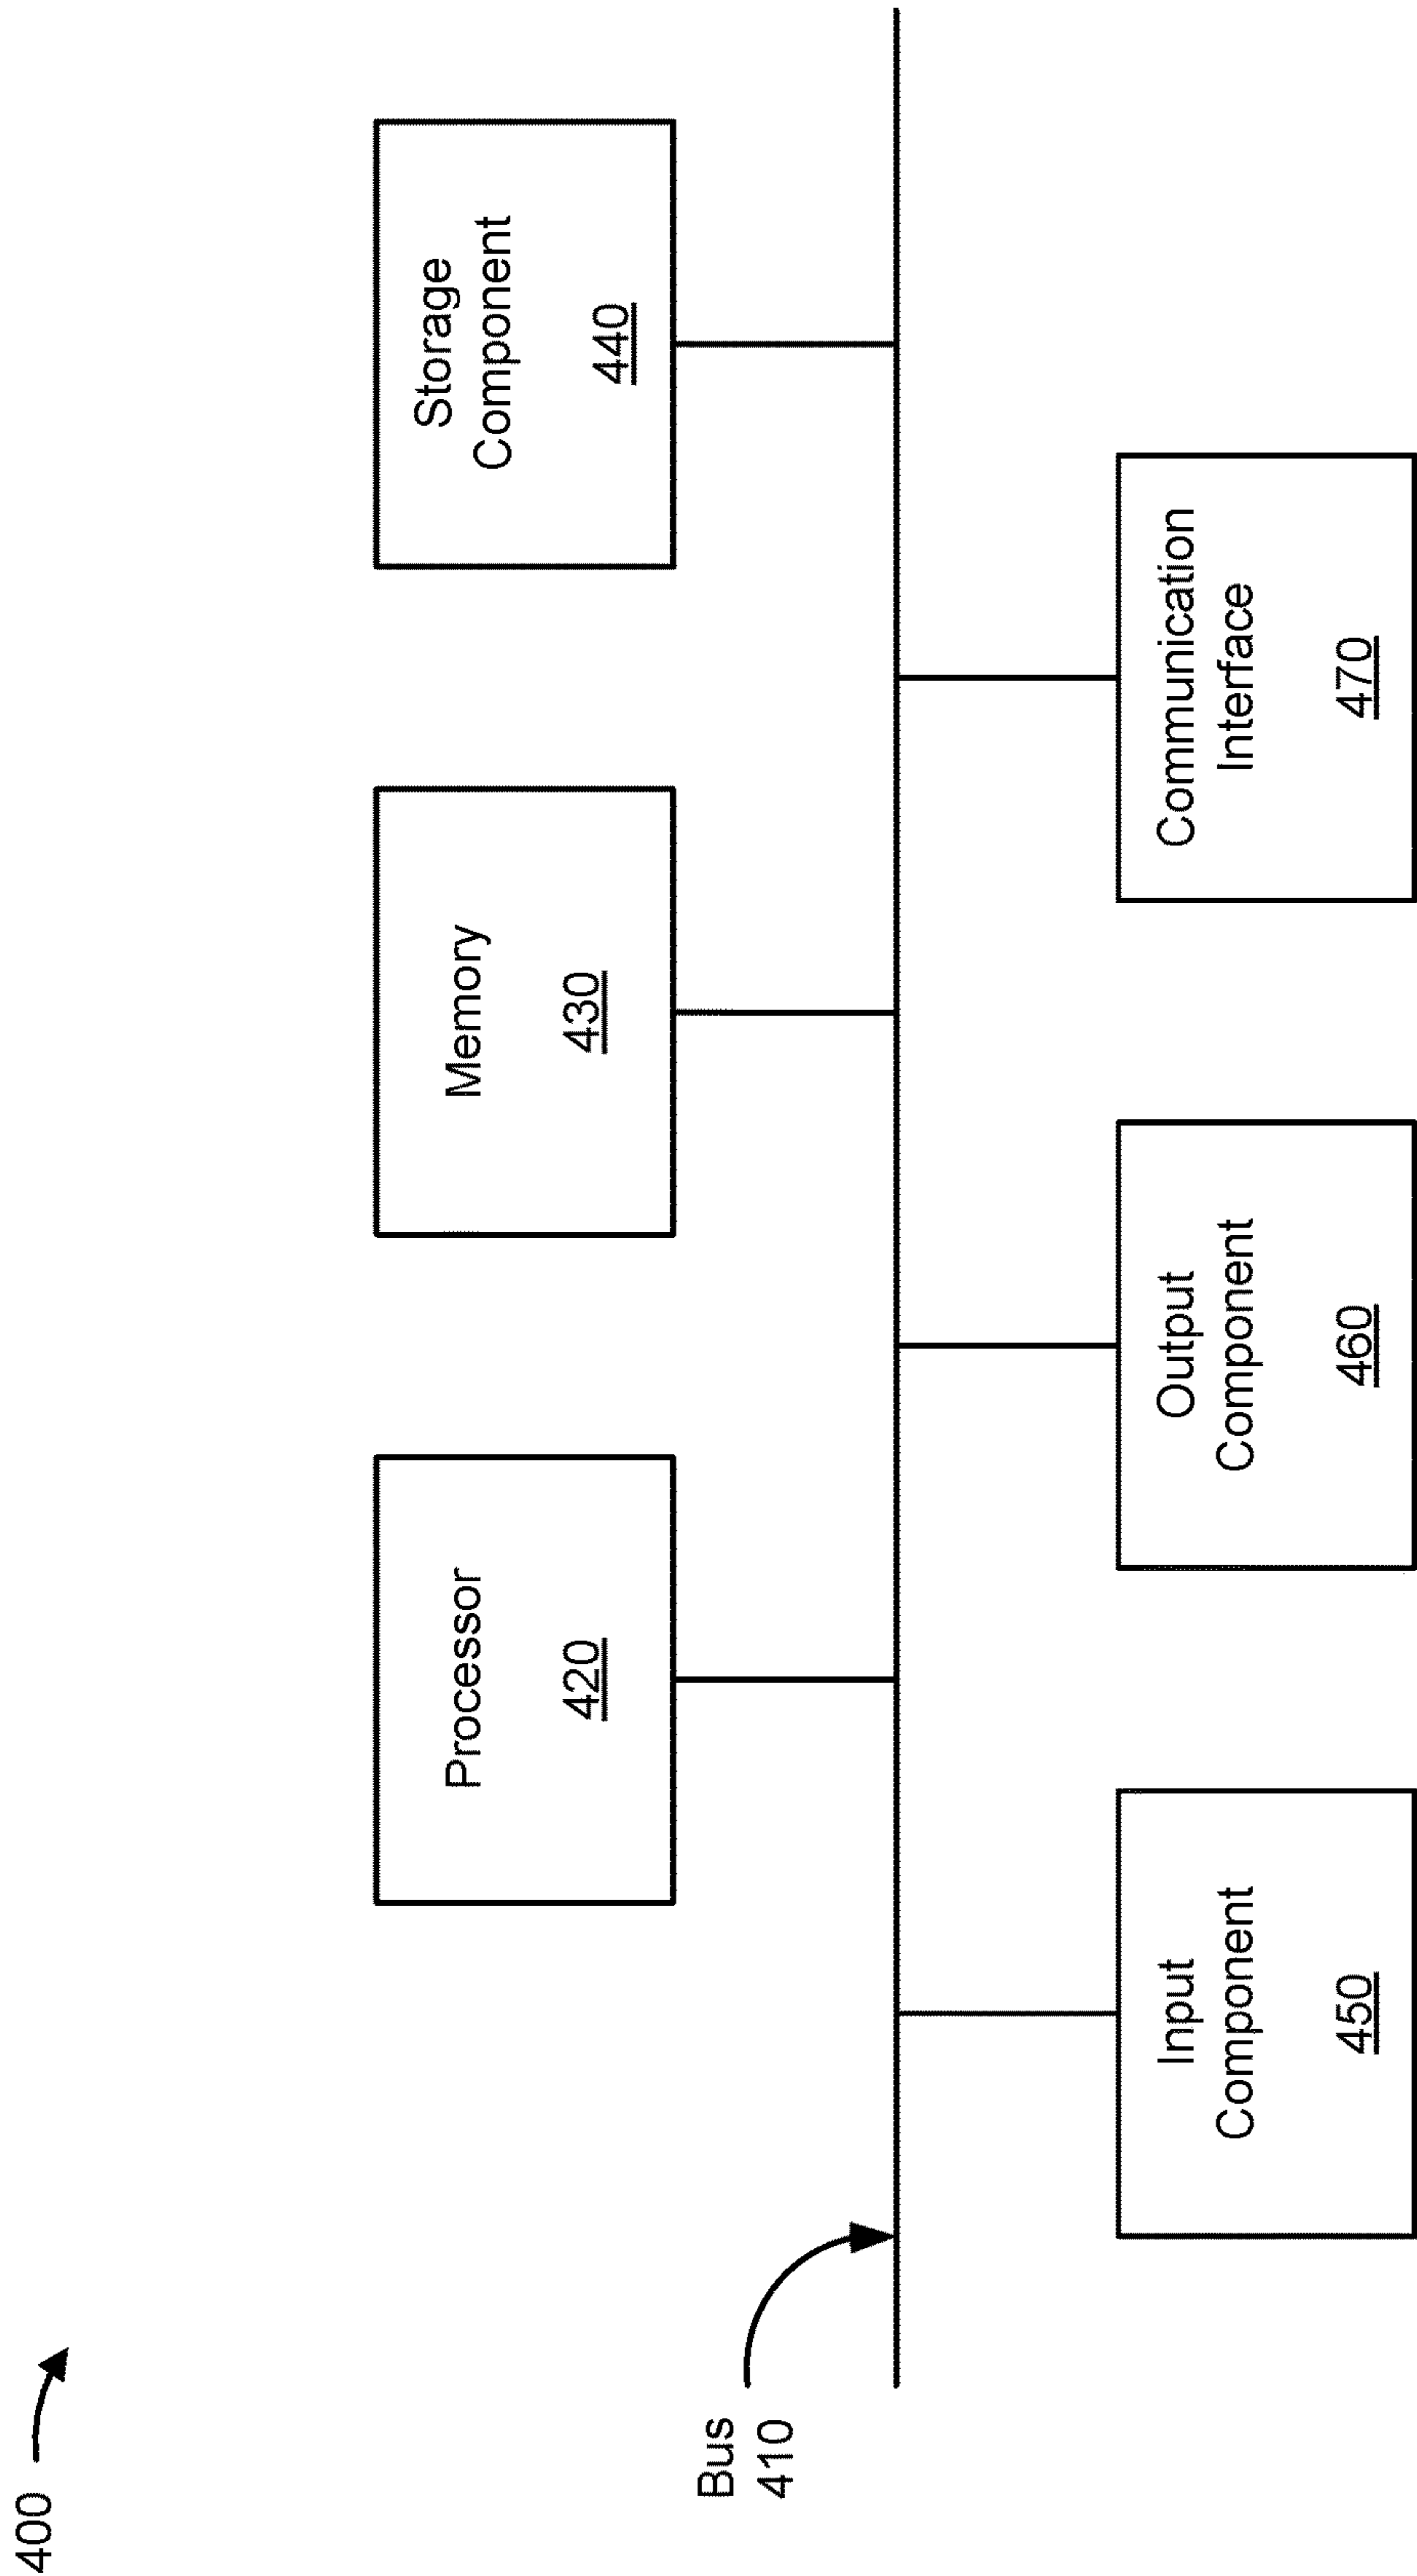 400
Processor
420
Memory
430
Storage
Component
440
Bus
410
Input
Component
450
Output
Component
460
Communication
Interface
470